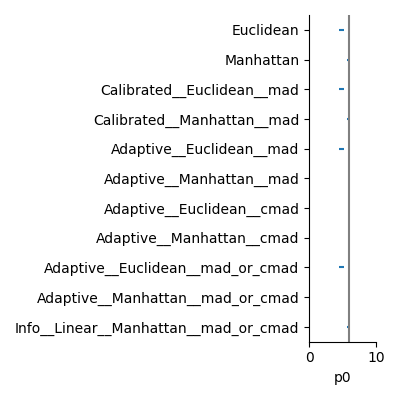 Euclidean
Manhattan
Calibrated__Euclidean__mad
Calibrated__Manhattan__mad
Adaptive__Euclidean__mad
Adaptive__Manhattan__mad
Adaptive__Euclidean__cmad
Adaptive__Manhattan__cmad
Adaptive__Euclidean__mad_or_cmad
Adaptive__Manhattan__mad_or_cmad
Info__Linear__Manhattan__mad_or_cmad
0 10
p0